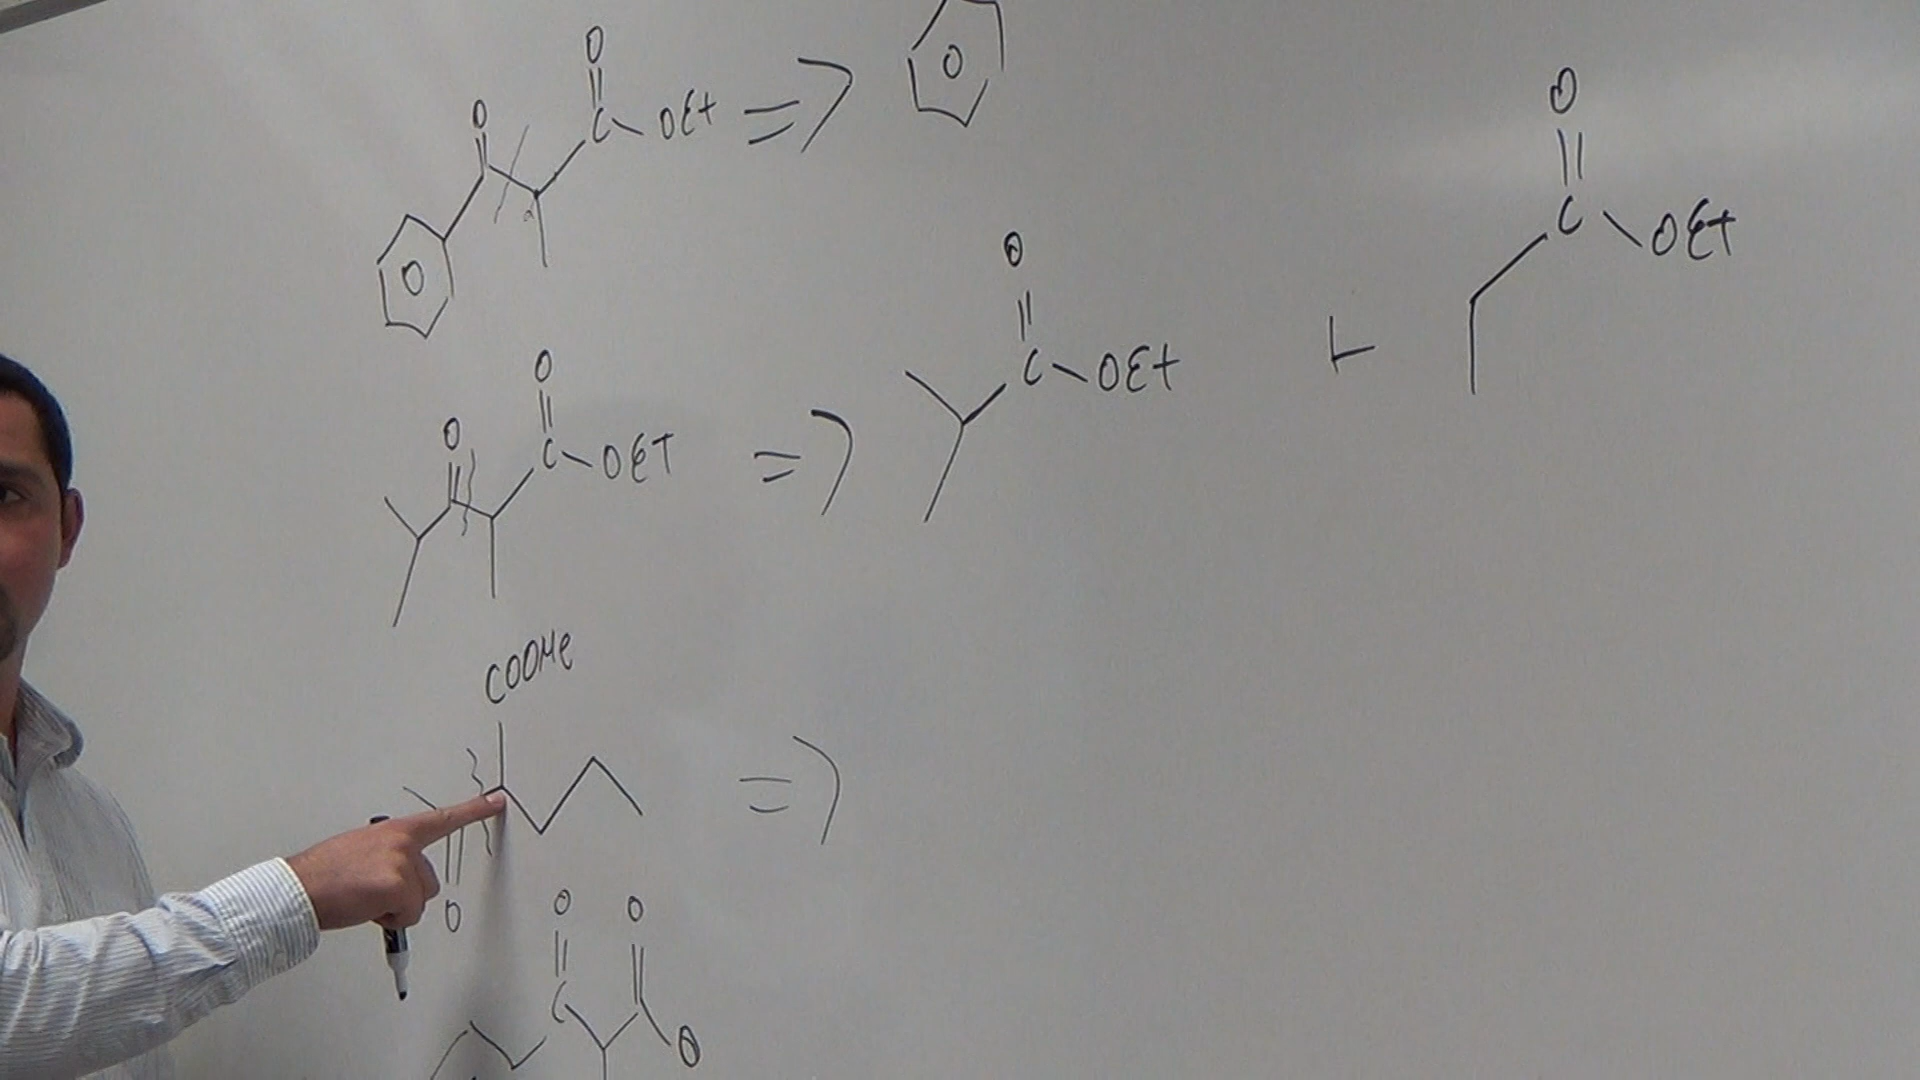 O
O || C OEt => O
O
|| C OEt
O
|| C OEt +
O
O || C OET =>
COOMe
=>
O
O O
|| ||
C O